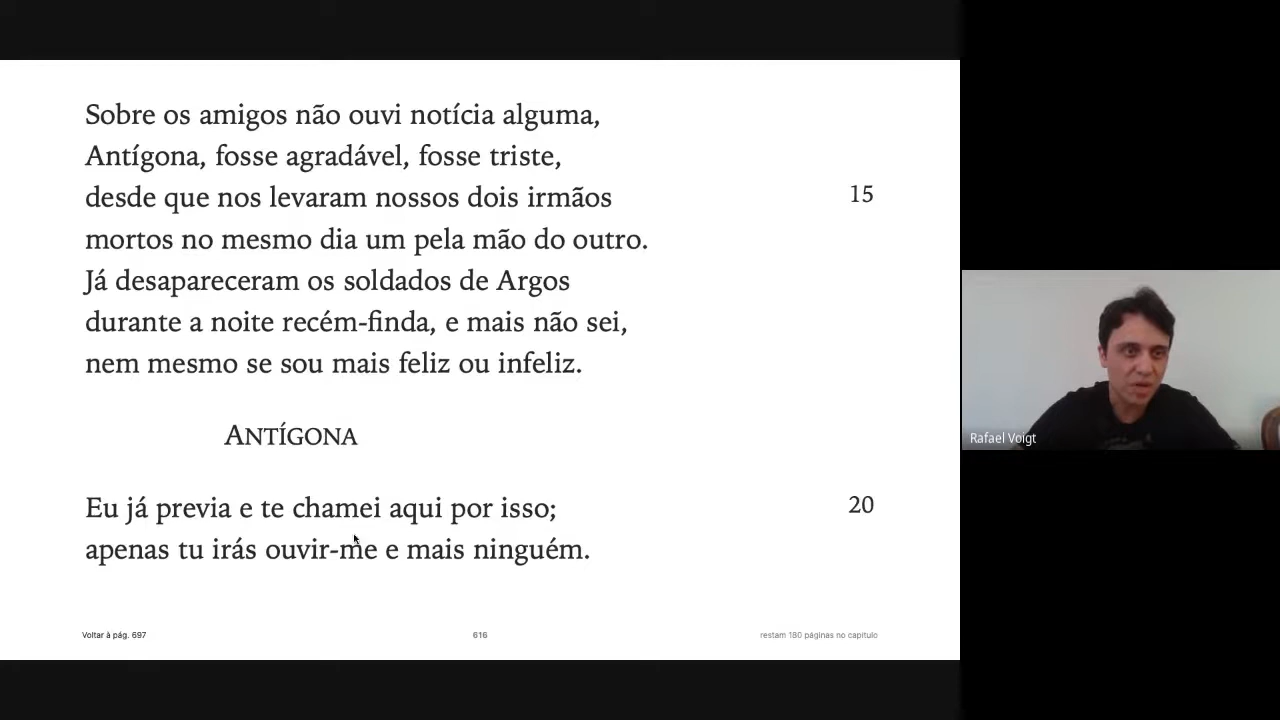 Sobre os amigos não ouvi notícia alguma,
Antígona, fosse agradável, fosse triste,
desde que nos levaram nossos dois irmãos 15
mortos no mesmo dia um pela mão do outro.
Já desapareceram os soldados de Argos
durante a noite recém-finda, e mais não sei,
nem mesmo se sou mais feliz ou infeliz.
ANTÍGONA
Eu já previa e te chamei aqui por isso; 20
apenas tu irás ouvir-me e mais ninguém.
Voltar à pág. 697 616 restam 180 páginas no capítulo
Rafael Voigt